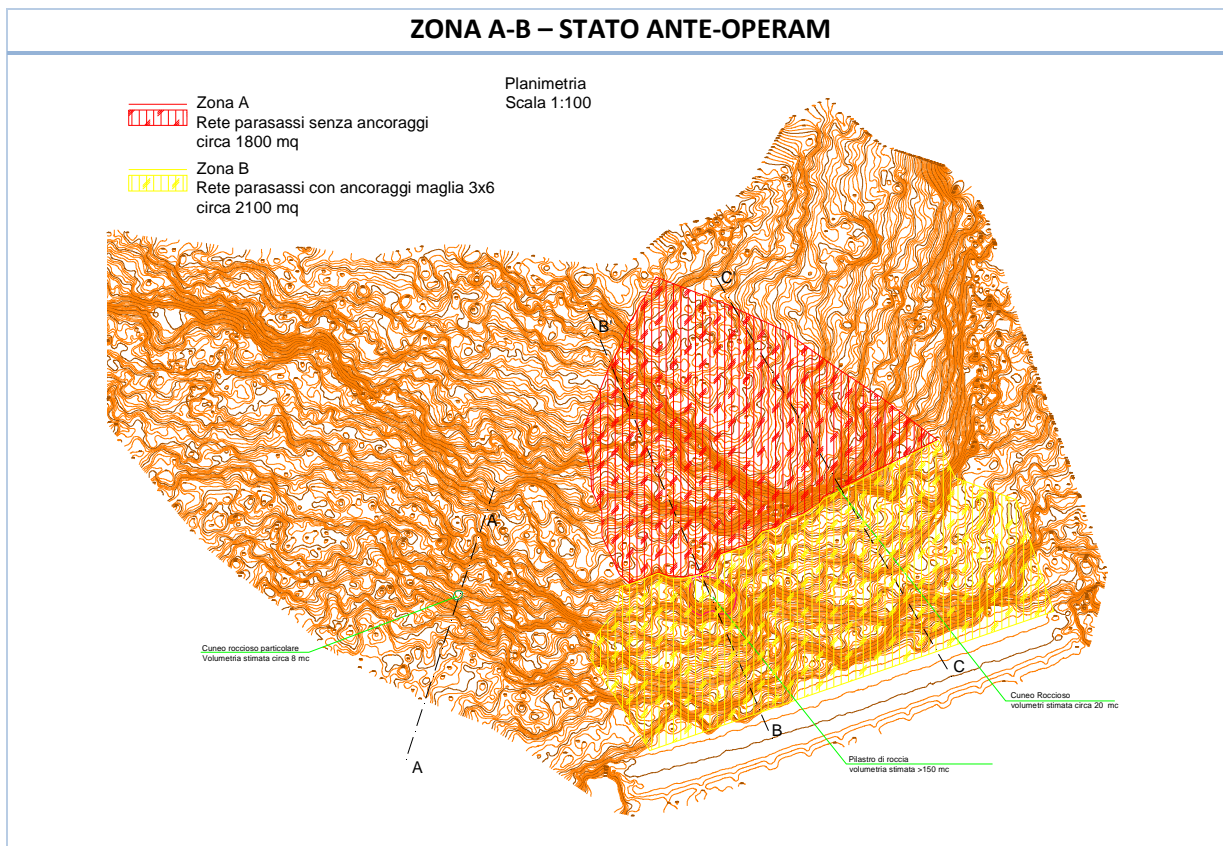 ZONA A-B – STATO ANTE-OPERAM
Planimetria
Scala 1:100
Zona A
Rete parasassi senza ancoraggi
circa 1800 mq
Zona B
Rete parasassi con ancoraggi maglia 3x6
circa 2100 mq
C'
B'
A'
Cuneo roccioso particolare
Volumetria stimata circa 8 mc
C
Cuneo Roccioso
volumetri stimata circa 20 mc
B
Pilastro di roccia
volumetria stimata >150 mc
A